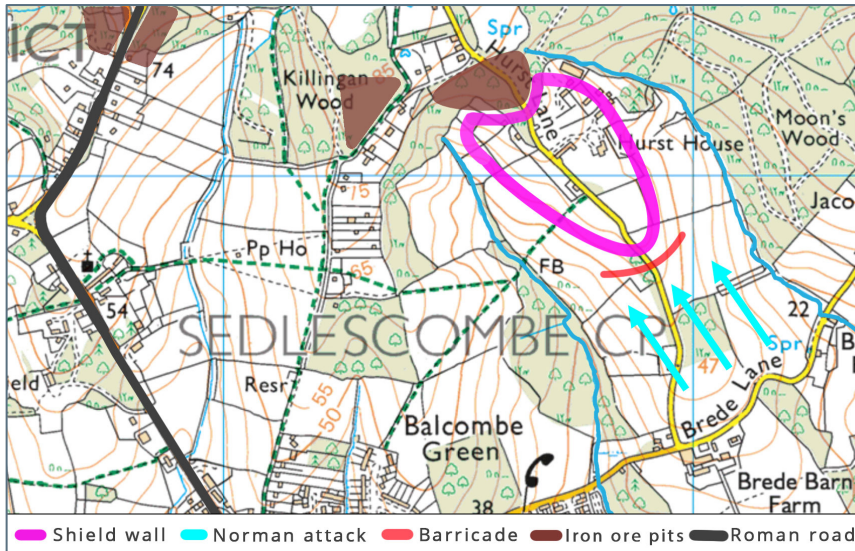 ICT
Spr
Hurst Lane
74
Killingan
Wood
85
Moon's
Wood
Hurst House
75
Jaco
Pp Ho
65
FB
54
22
SEDLESCOMBE CP
B
Spr
ield
Resr
55
50
47
Brede Lane
Balcombe
Green
38
Brede Barn
Farm
Shield wall Norman attack Barricade Iron ore pits Roman road